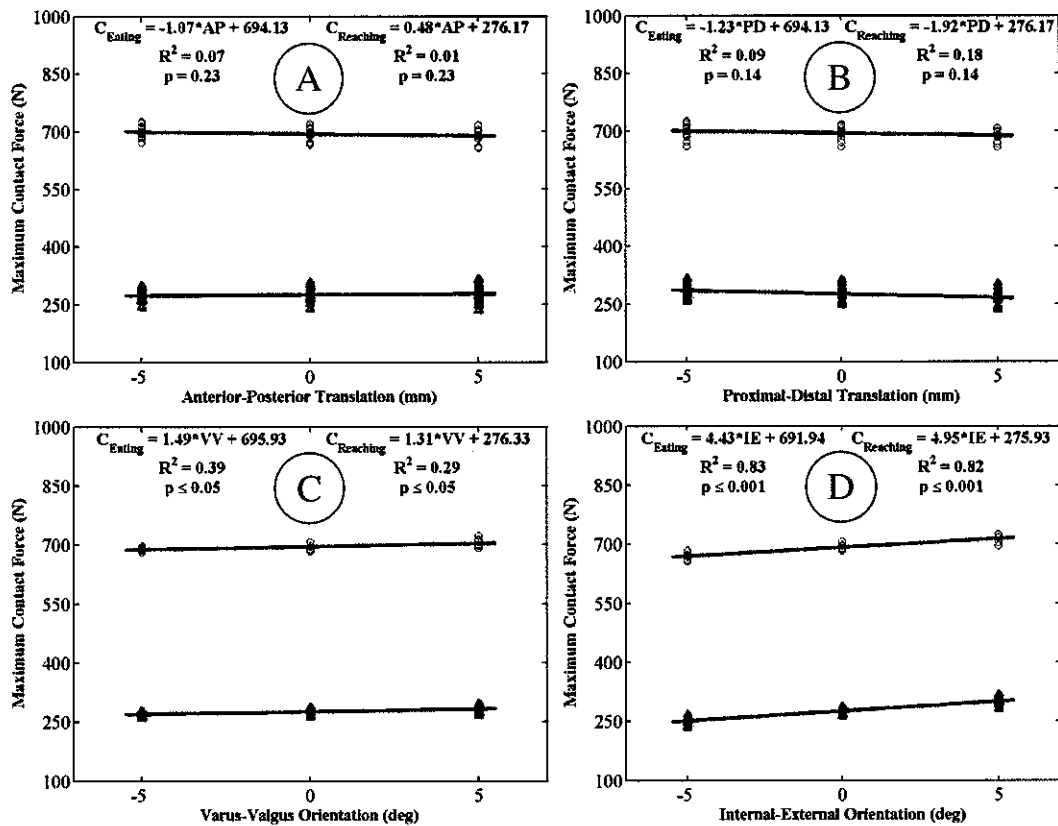 C_Eating = -1.07*AP + 694.13 C_Reaching = 0.48*AP + 276.17
R² = 0.07 R² = 0.01
p = 0.23 p = 0.23
A
1000
850
700
550
400
250
100
Maximum Contact Force (N)
-5 0 5
Anterior-Posterior Translation (mm)
C_Eating = -1.23*PD + 694.13 C_Reaching = -1.92*PD + 276.17
R² = 0.09 R² = 0.18
p = 0.14 p = 0.14
B
1000
850
700
550
400
250
100
Maximum Contact Force (N)
-5 0 5
Proximal-Distal Translation (mm)
C_Eating = 1.49*VV + 695.93 C_Reaching = 1.31*VV + 276.33
R² = 0.39 R² = 0.29
p ≤ 0.05 p ≤ 0.05
C
1000
850
700
550
400
250
100
Maximum Contact Force (N)
-5 0 5
Varus-Valgus Orientation (deg)
C_Eating = 4.43*IE + 691.94 C_Reaching = 4.95*IE + 275.93
R² = 0.83 R² = 0.82
p ≤ 0.001 p ≤ 0.001
D
1000
850
700
550
400
250
100
Maximum Contact Force (N)
-5 0 5
Internal-External Orientation (deg)